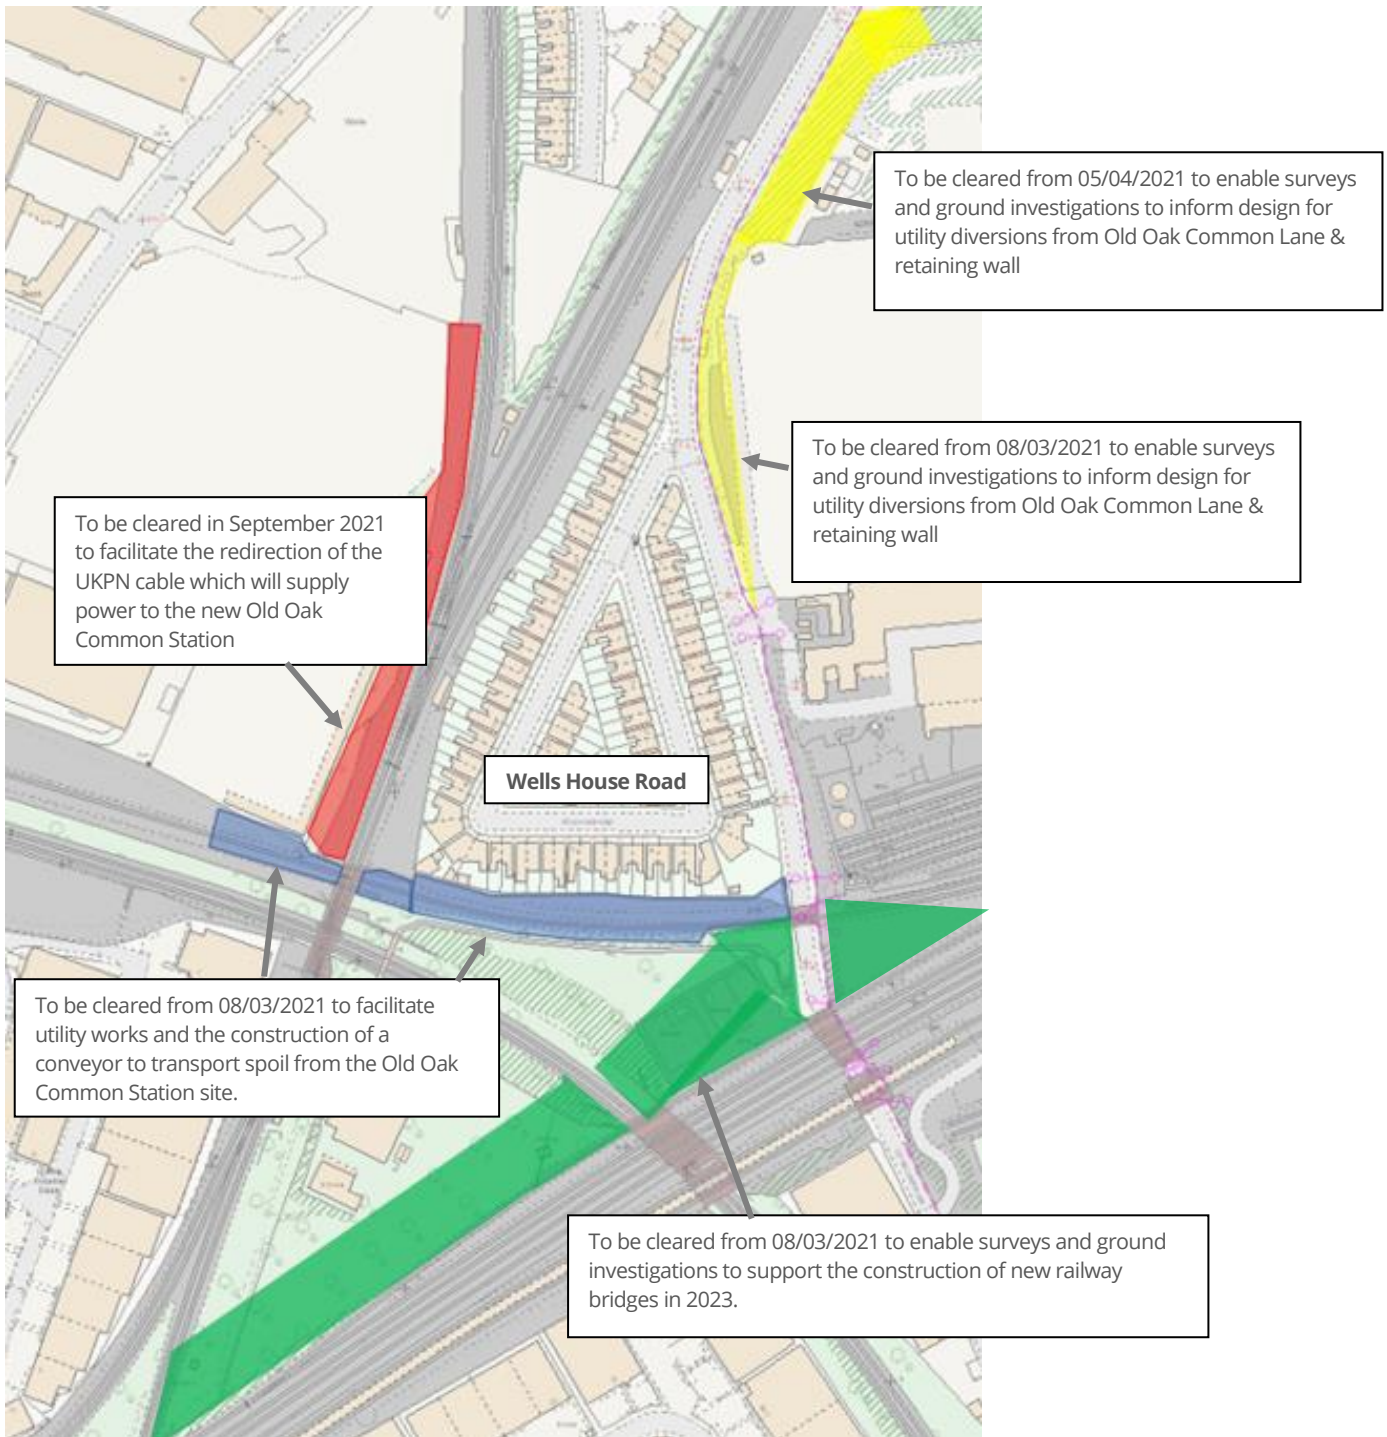 To be cleared from 05/04/2021 to enable surveys
and ground investigations to inform design for
utility diversions from Old Oak Common Lane &
retaining wall
To be cleared from 08/03/2021 to enable surveys
and ground investigations to inform design for
utility diversions from Old Oak Common Lane &
retaining wall
To be cleared in September 2021
to facilitate the redirection of the
UKPN cable which will supply
power to the new Old Oak
Common Station
Wells House Road
To be cleared from 08/03/2021 to facilitate
utility works and the construction of a
conveyor to transport spoil from the Old Oak
Common Station site.
To be cleared from 08/03/2021 to enable surveys and ground
investigations to support the construction of new railway
bridges in 2023.